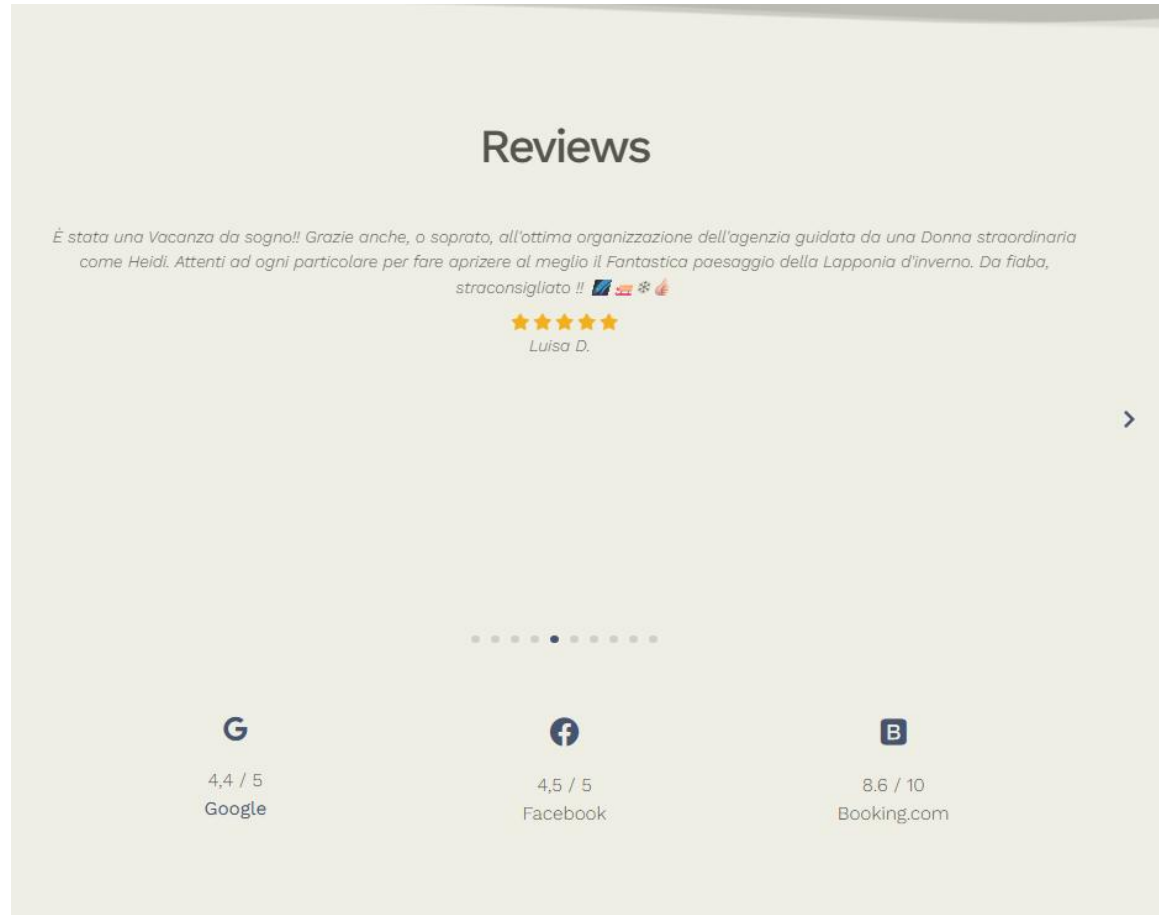 Reviews
È stata una Vacanza da sogno!! Grazie anche, o soprato, all'ottima organizzazione dell'agenzia guidata da una Donna straordinaria
come Heidi. Attenti ad ogni particolare per fare aprizere al meglio il Fantastica paesaggio della Lapponia d'inverno. Da fiaba,
straconsigliato !! 🌌🛷❄👍
Luisa D.
G
B
4,4 / 5
4,5 / 5
8.6 / 10
Google
Facebook
Booking.com